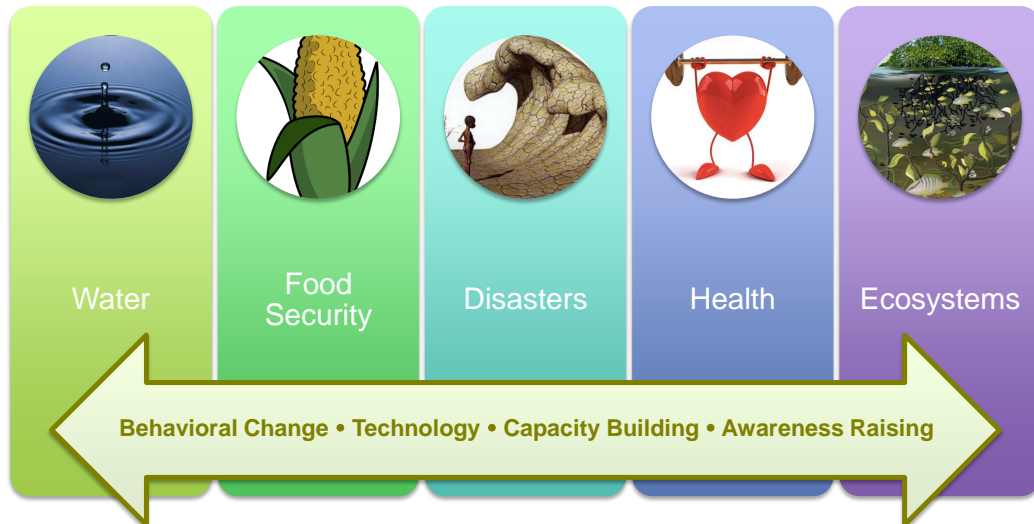 Water
Food
Security
Disasters
Health
Ecosystems
Behavioral Change • Technology • Capacity Building • Awareness Raising